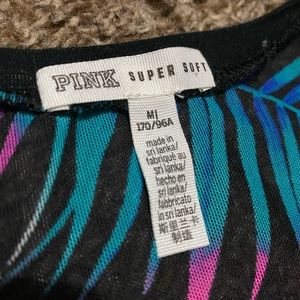 PINK SUPER SOFT
M|
170/96A
made in
sri lanka/
fabriqué au
sri lanka/
hecho en
sri lanka/
fabbricato
in sri lanka/
斯里兰卡
制造